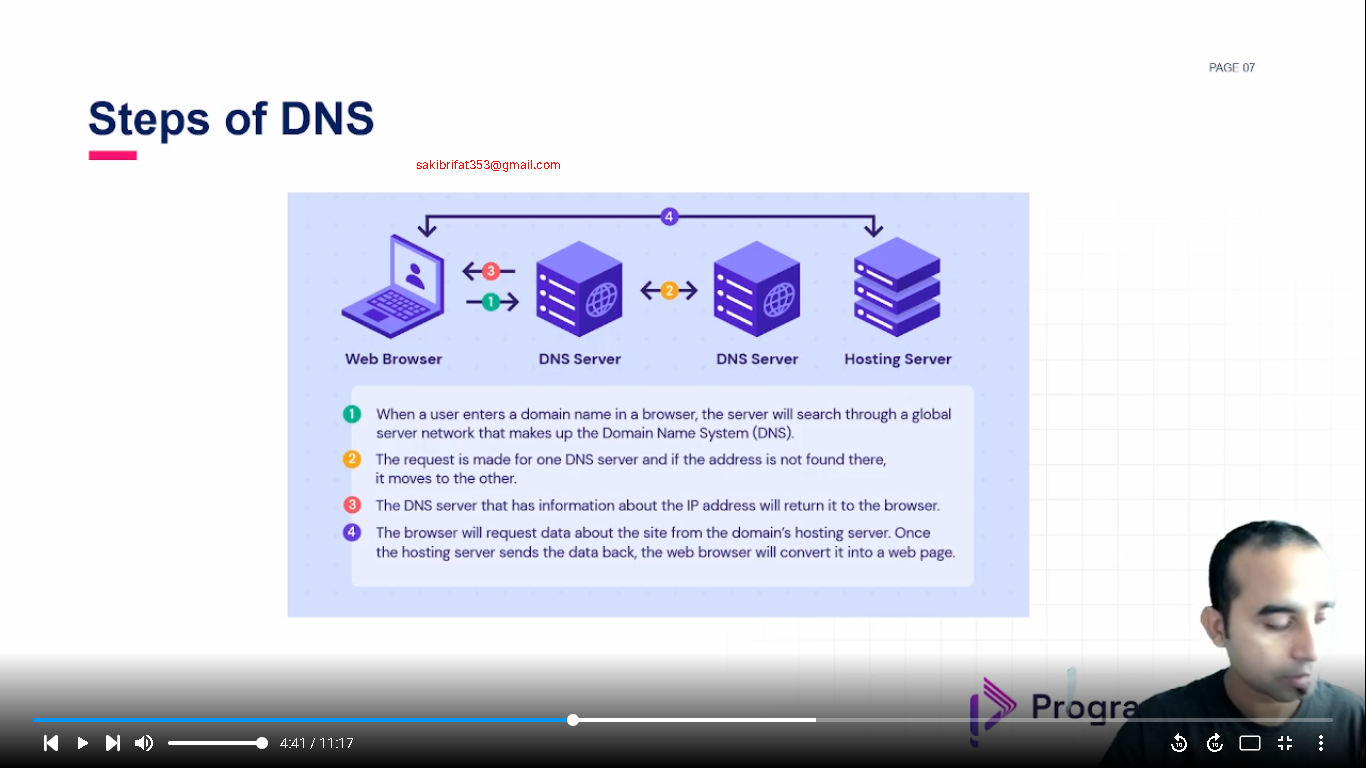 PAGE 07
Steps of DNS
sakibrifat353@gmail.com
4
3
1
2
Web Browser
DNS Server
DNS Server
Hosting Server
1 When a user enters a domain name in a browser, the server will search through a global
server network that makes up the Domain Name System (DNS).
2 The request is made for one DNS server and if the address is not found there,
it moves to the other.
3 The DNS server that has information about the IP address will return it to the browser.
4 The browser will request data about the site from the domain's hosting server. Once
the hosting server sends the data back, the web browser will convert it into a web page.
Progra
4:41 / 11:17
10
10